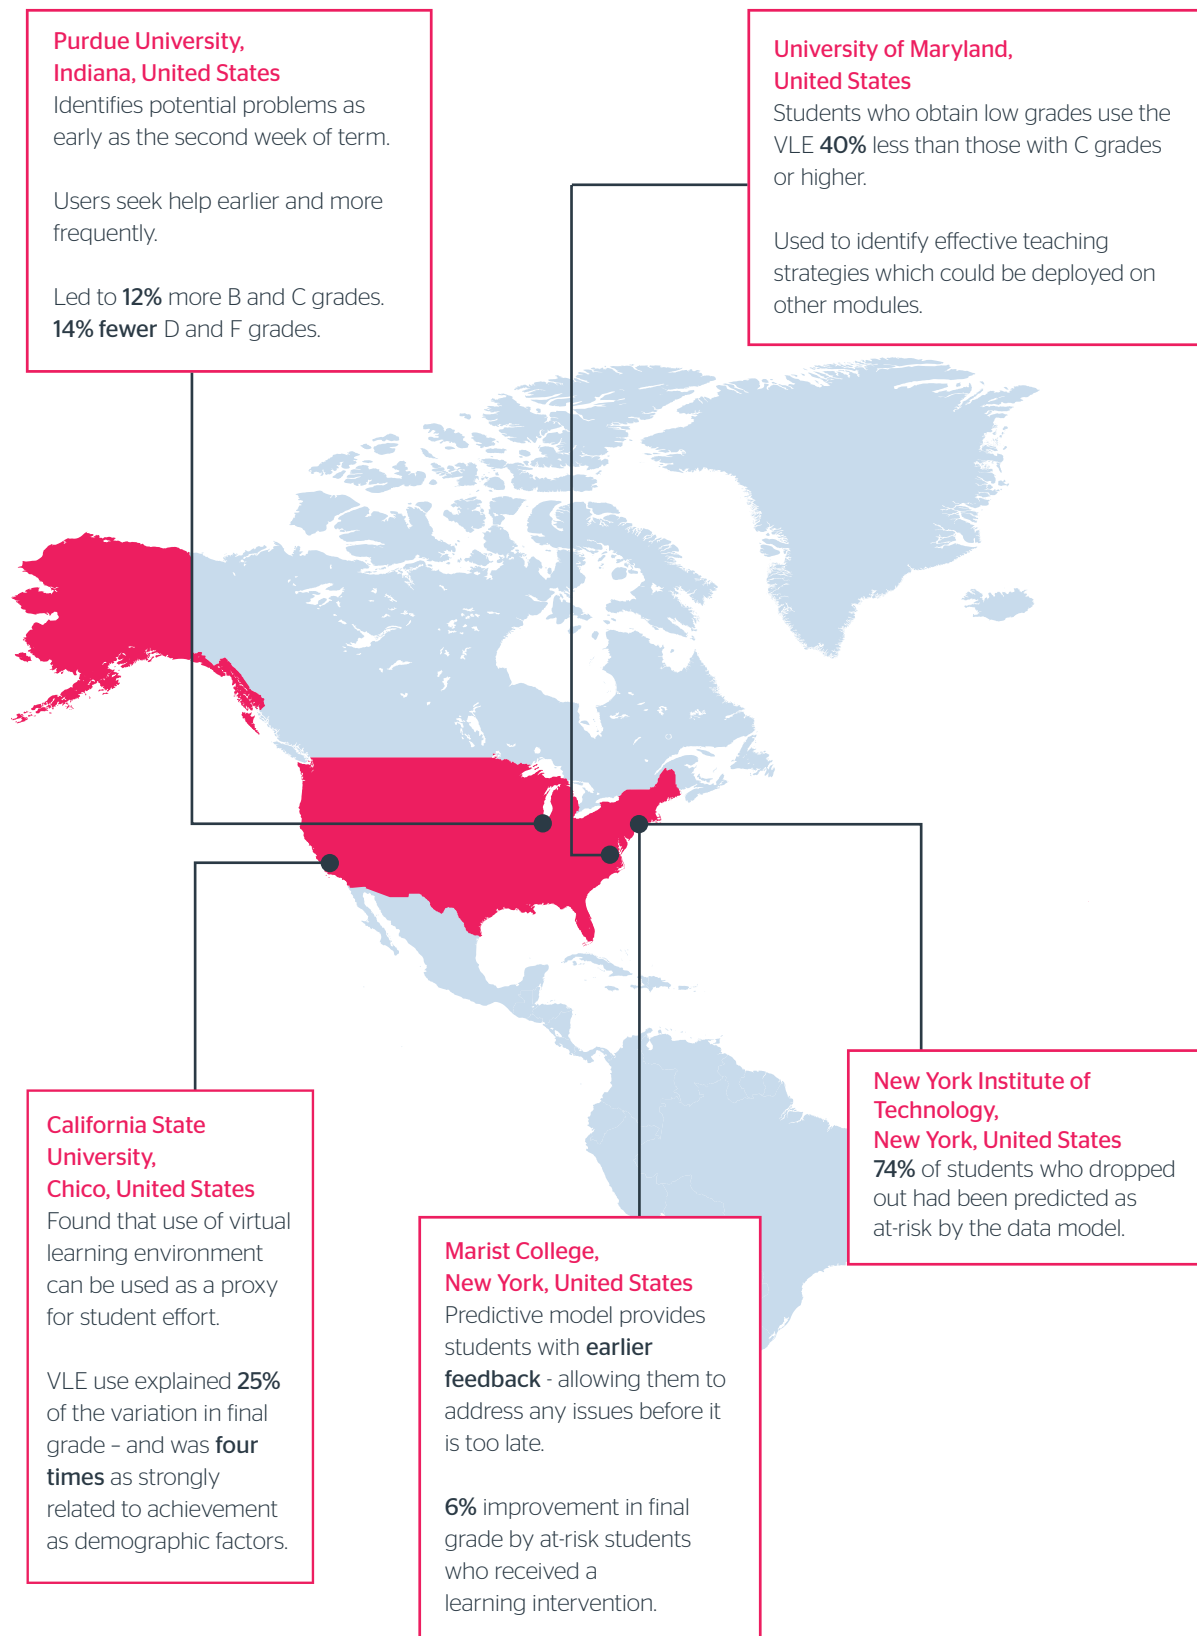 Purdue University,
Indiana, United States
Identifies potential problems as
early as the second week of term.
Users seek help earlier and more
frequently.
Led to 12% more B and C grades.
14% fewer D and F grades.
University of Maryland,
United States
Students who obtain low grades use the
VLE 40% less than those with C grades
or higher.
Used to identify effective teaching
strategies which could be deployed on
other modules.
California State
University,
Chico, United States
Found that use of virtual
learning environment
can be used as a proxy
for student effort.
VLE use explained 25%
of the variation in final
grade – and was four
times as strongly
related to achievement
as demographic factors.
Marist College,
New York, United States
Predictive model provides
students with earlier
feedback - allowing them to
address any issues before it
is too late.
6% improvement in final
grade by at-risk students
who received a
learning intervention.
New York Institute of
Technology,
New York, United States
74% of students who dropped
out had been predicted as
at-risk by the data model.